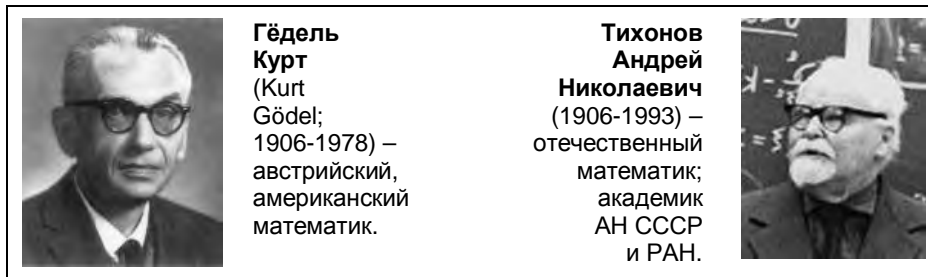 Гёдель
Курт
(Kurt
Gödel;
1906-1978) –
австрийский,
американский
математик.
Тихонов
Андрей
Николаевич
(1906-1993) –
отечественный
математик;
академик
АН СССР
и РАН.